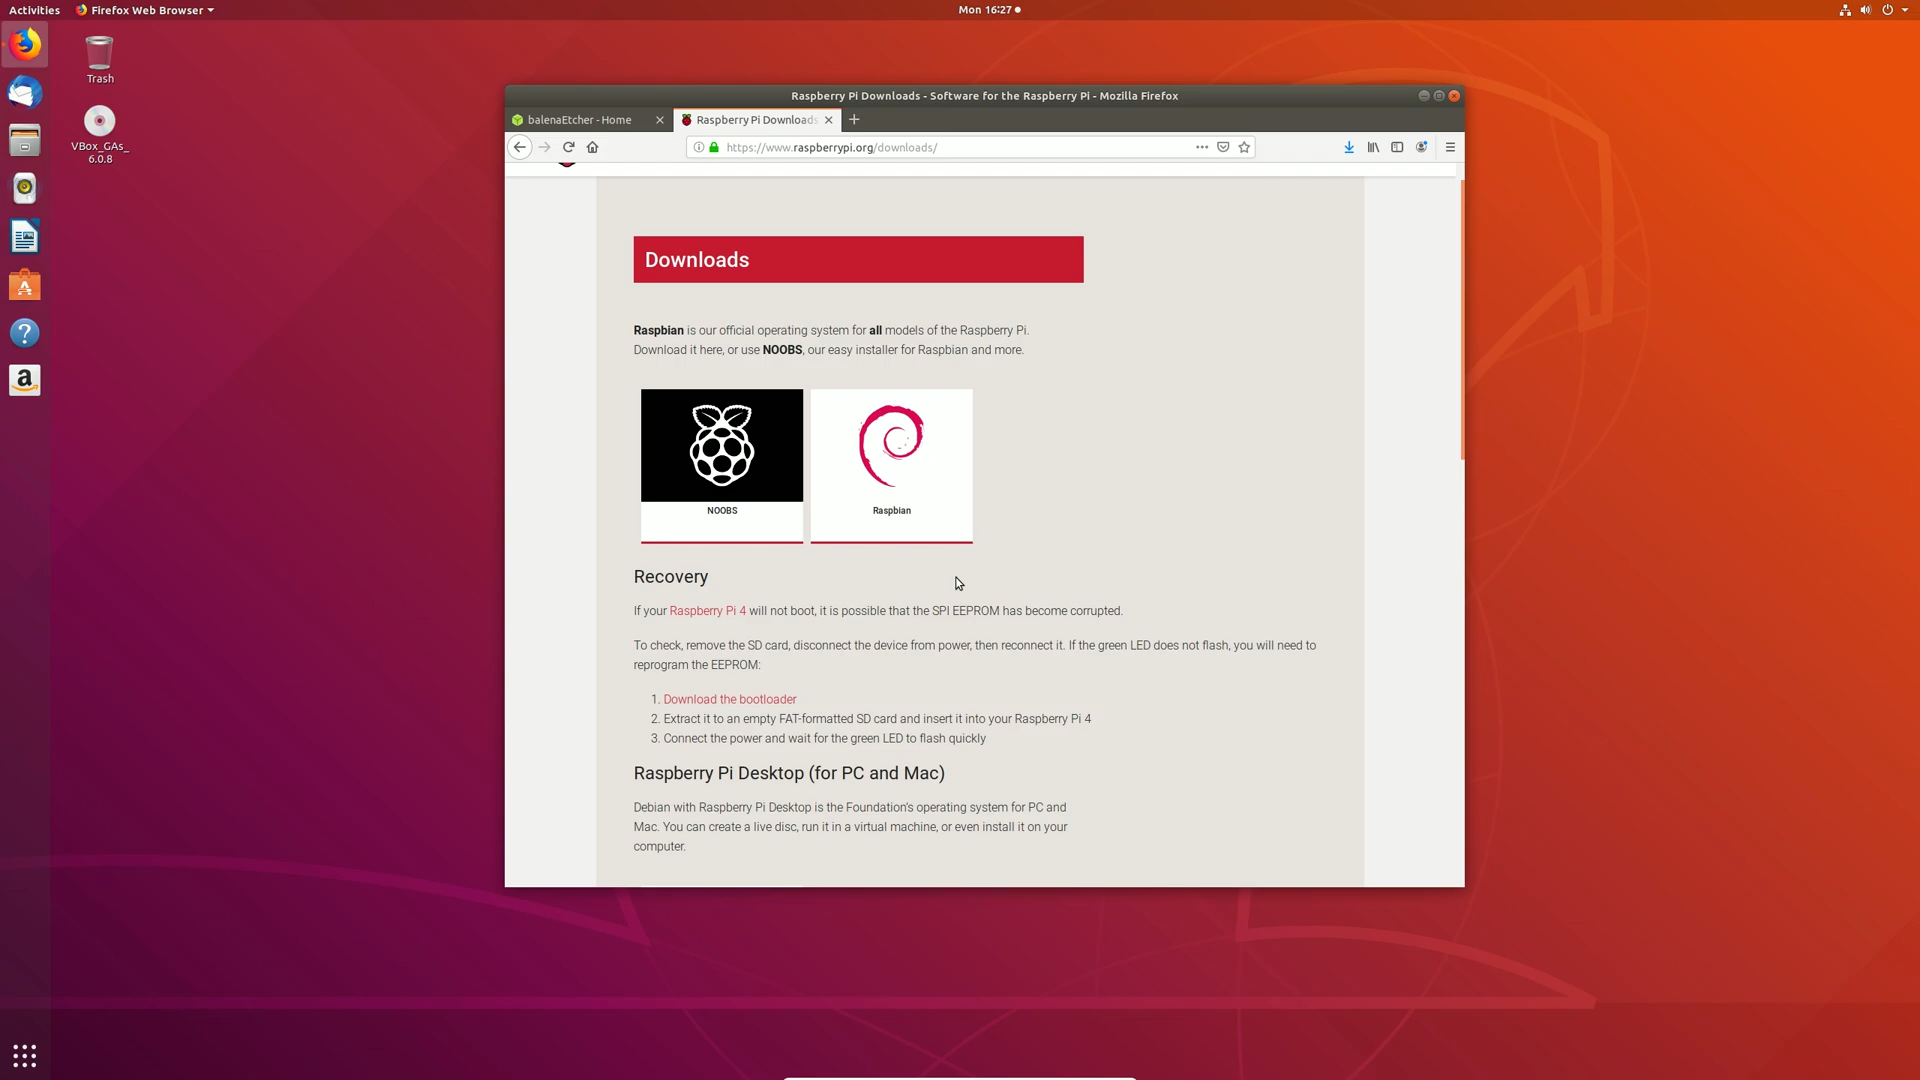 Activities
Firefox Web Browser
Mon 16:27
Trash
VBox_GAs_
6.0.8
Raspberry Pi Downloads - Software for the Raspberry Pi - Mozilla Firefox
balenaEtcher - Home
Raspberry Pi Downloads
https://www.raspberrypi.org/downloads/
Downloads
Raspbian is our official operating system for all models of the Raspberry Pi.
Download it here, or use NOOBS, our easy installer for Raspbian and more.
NOOBS
Raspbian
Recovery
If your Raspberry Pi 4 will not boot, it is possible that the SPI EEPROM has become corrupted.
To check, remove the SD card, disconnect the device from power, then reconnect it. If the green LED does not flash, you will need to
reprogram the EEPROM:
1. Download the bootloader
2. Extract it to an empty FAT-formatted SD card and insert it into your Raspberry Pi 4
3. Connect the power and wait for the green LED to flash quickly
Raspberry Pi Desktop (for PC and Mac)
Debian with Raspberry Pi Desktop is the Foundation's operating system for PC and
Mac. You can create a live disc, run it in a virtual machine, or even install it on your
computer.